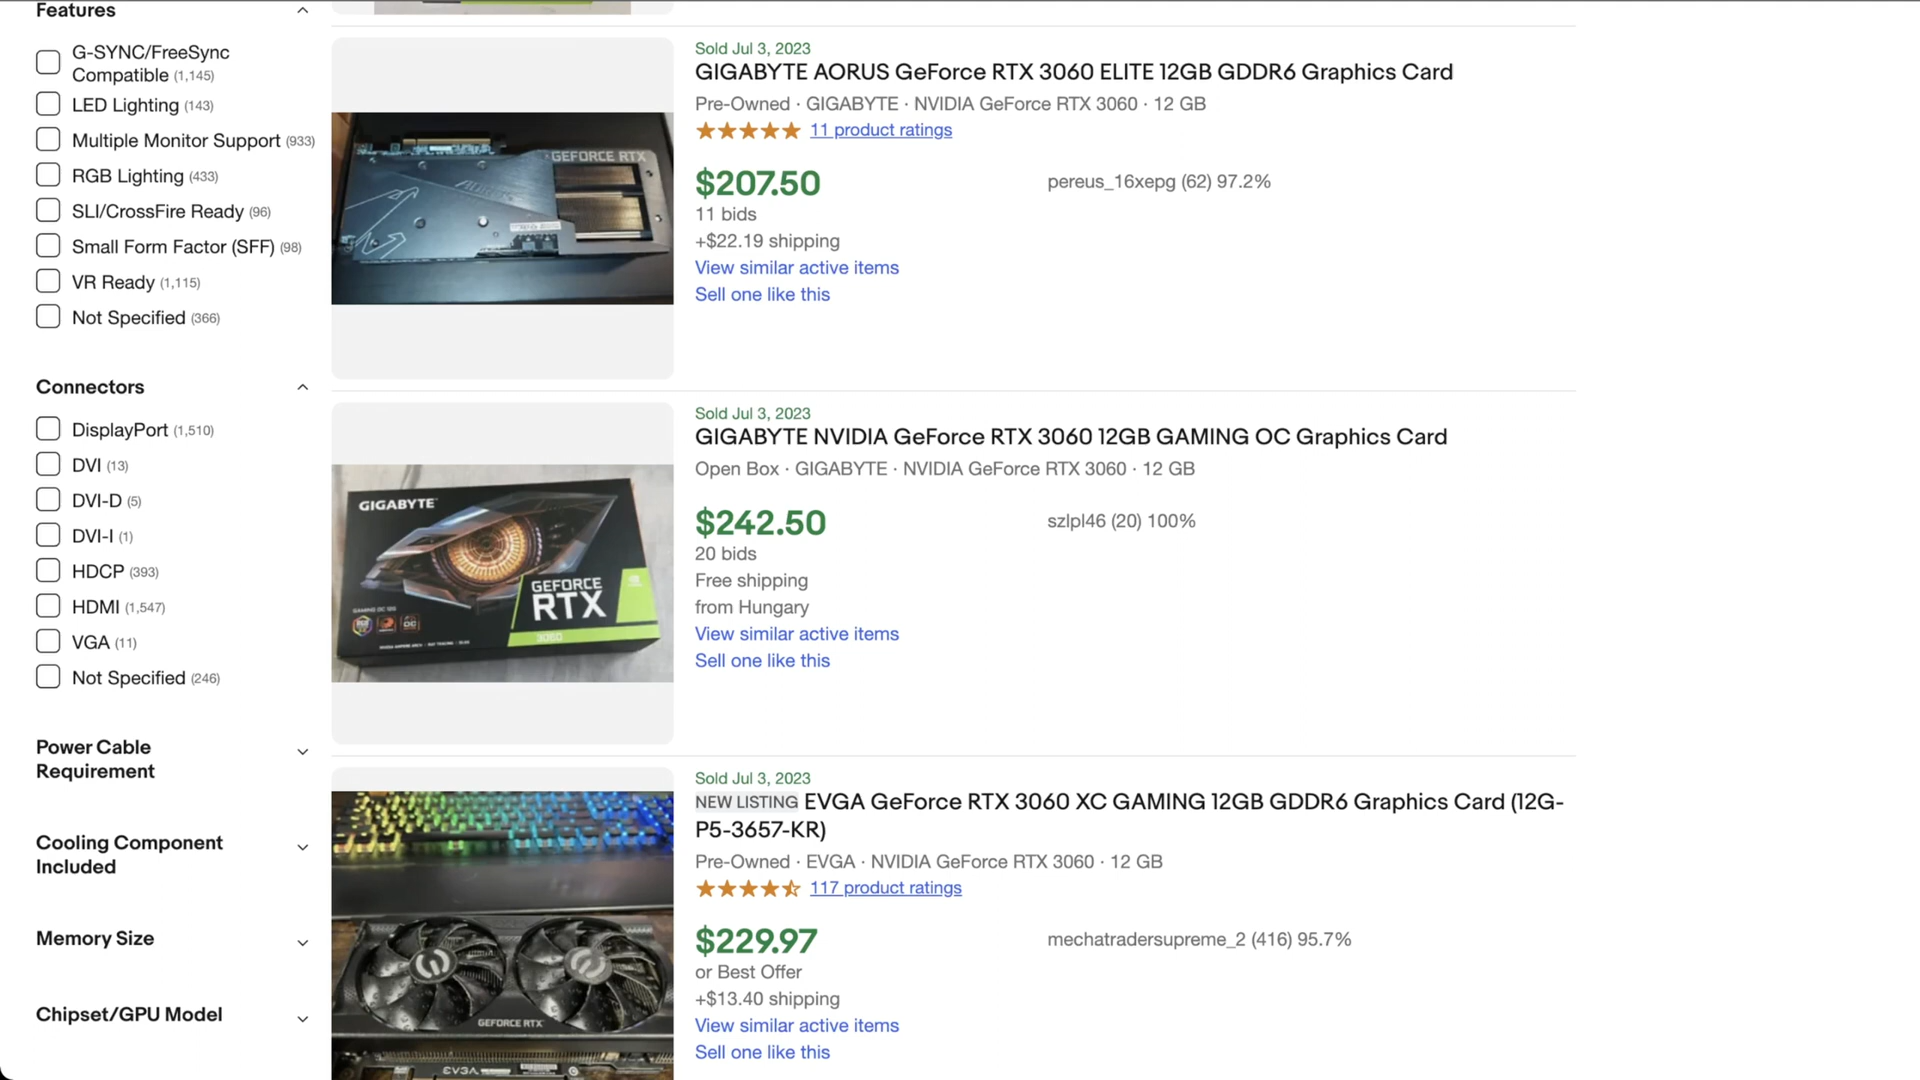 Features
G-SYNC/FreeSync
Compatible (1,145)
LED Lighting (143)
Multiple Monitor Support (933)
RGB Lighting (433)
SLI/CrossFire Ready (96)
Small Form Factor (SFF) (98)
VR Ready (1,115)
Not Specified (366)
Connectors
DisplayPort (1,510)
DVI (13)
DVI-D (5)
DVI-I (1)
HDCP (393)
HDMI (1,547)
VGA (11)
Not Specified (246)
Power Cable
Requirement
Cooling Component
Included
Memory Size
Chipset/GPU Model
GEFORCE RTX
Sold Jul 3, 2023
GIGABYTE AORUS GeForce RTX 3060 ELITE 12GB GDDR6 Graphics Card
Pre-Owned · GIGABYTE · NVIDIA GeForce RTX 3060 · 12 GB
11 product ratings
$207.50
pereus_16xepg (62) 97.2%
11 bids
+$22.19 shipping
View similar active items
Sell one like this
GIGABYTE
GEFORCE
RTX
3060
GAMING OC 12G
OC
Sold Jul 3, 2023
GIGABYTE NVIDIA GeForce RTX 3060 12GB GAMING OC Graphics Card
Open Box · GIGABYTE · NVIDIA GeForce RTX 3060 · 12 GB
$242.50
szlpl46 (20) 100%
20 bids
Free shipping
from Hungary
View similar active items
Sell one like this
GEFORCE RTX
EVGA
Sold Jul 3, 2023
NEW LISTING EVGA GeForce RTX 3060 XC GAMING 12GB GDDR6 Graphics Card (12G-
P5-3657-KR)
Pre-Owned · EVGA · NVIDIA GeForce RTX 3060 · 12 GB
117 product ratings
$229.97
mechatradersupreme_2 (416) 95.7%
or Best Offer
+$13.40 shipping
View similar active items
Sell one like this